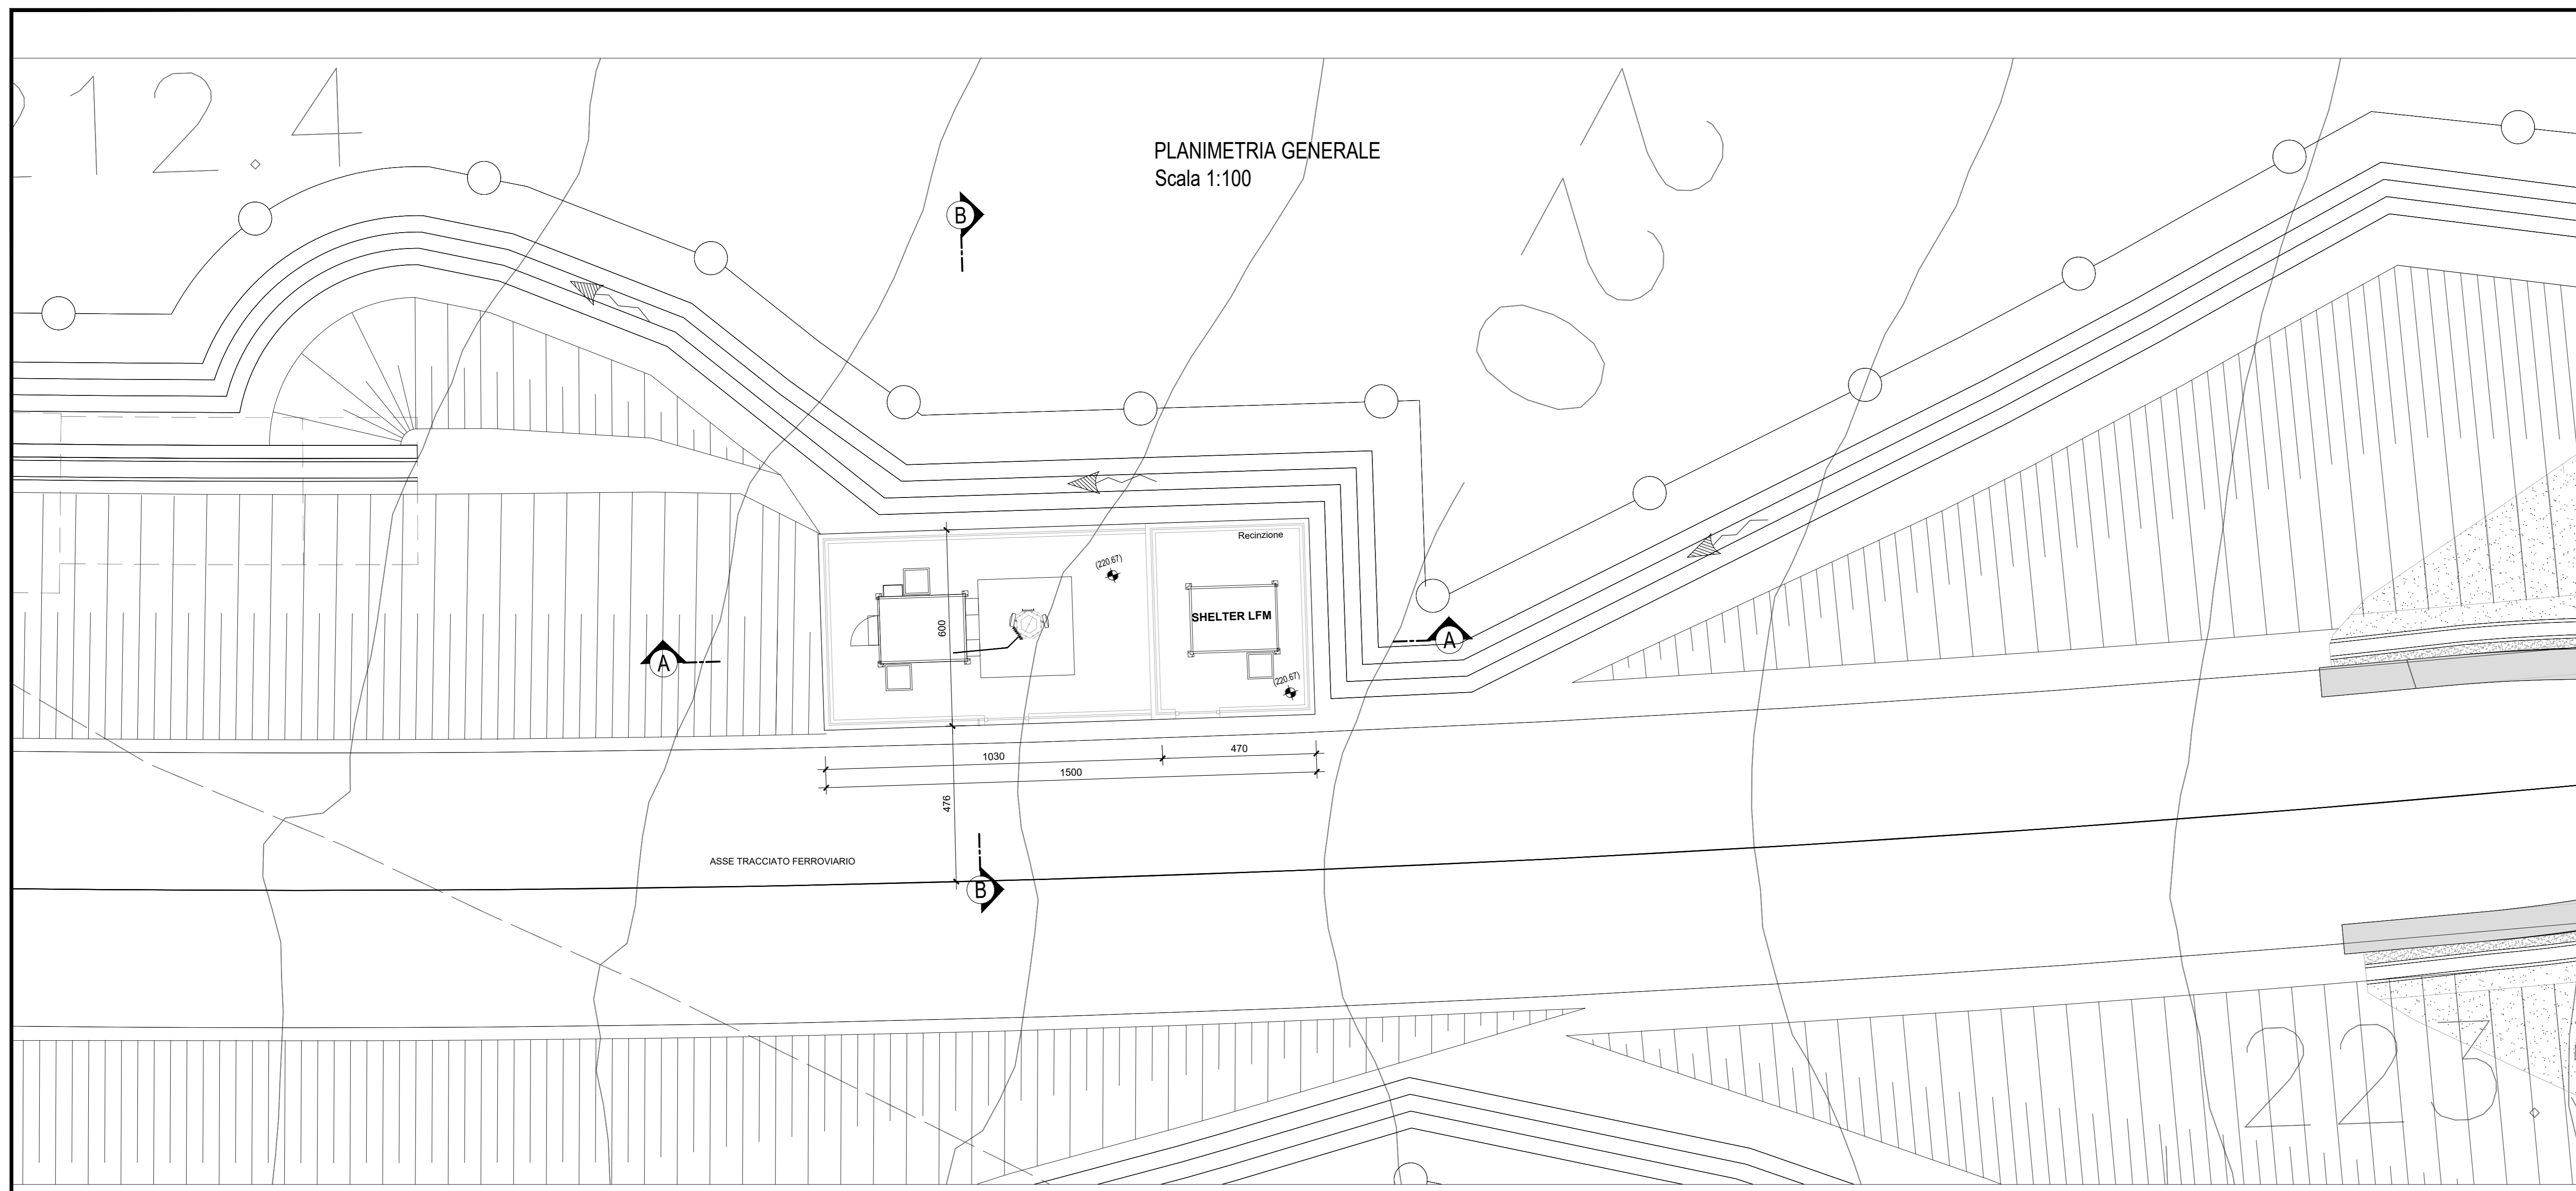 212.4
PLANIMETRIA GENERALE
Scala 1:100
B
Recinzione
(220.67)
600
SHELTER LFM
A
A
(220.67)
1030
470
1500
476
ASSE TRACCIATO FERROVIARIO
B
223.